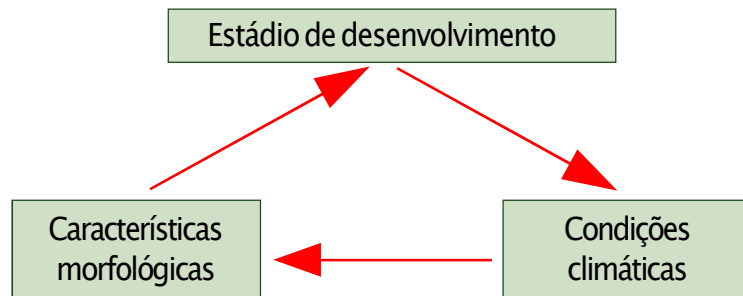 Estádio de desenvolvimento
Características
morfológicas
Condições
climáticas